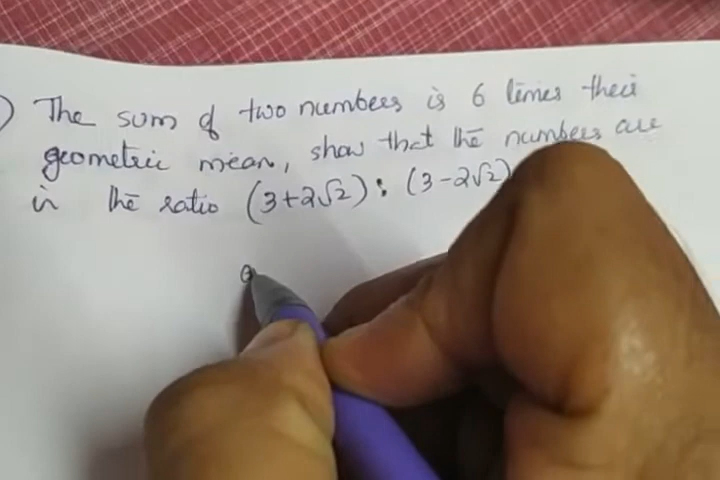 ) The sum of two numbers is 6 times their
geometric mean, show that the numbers are
in the ratio (3+2√2) : (3-2√2)